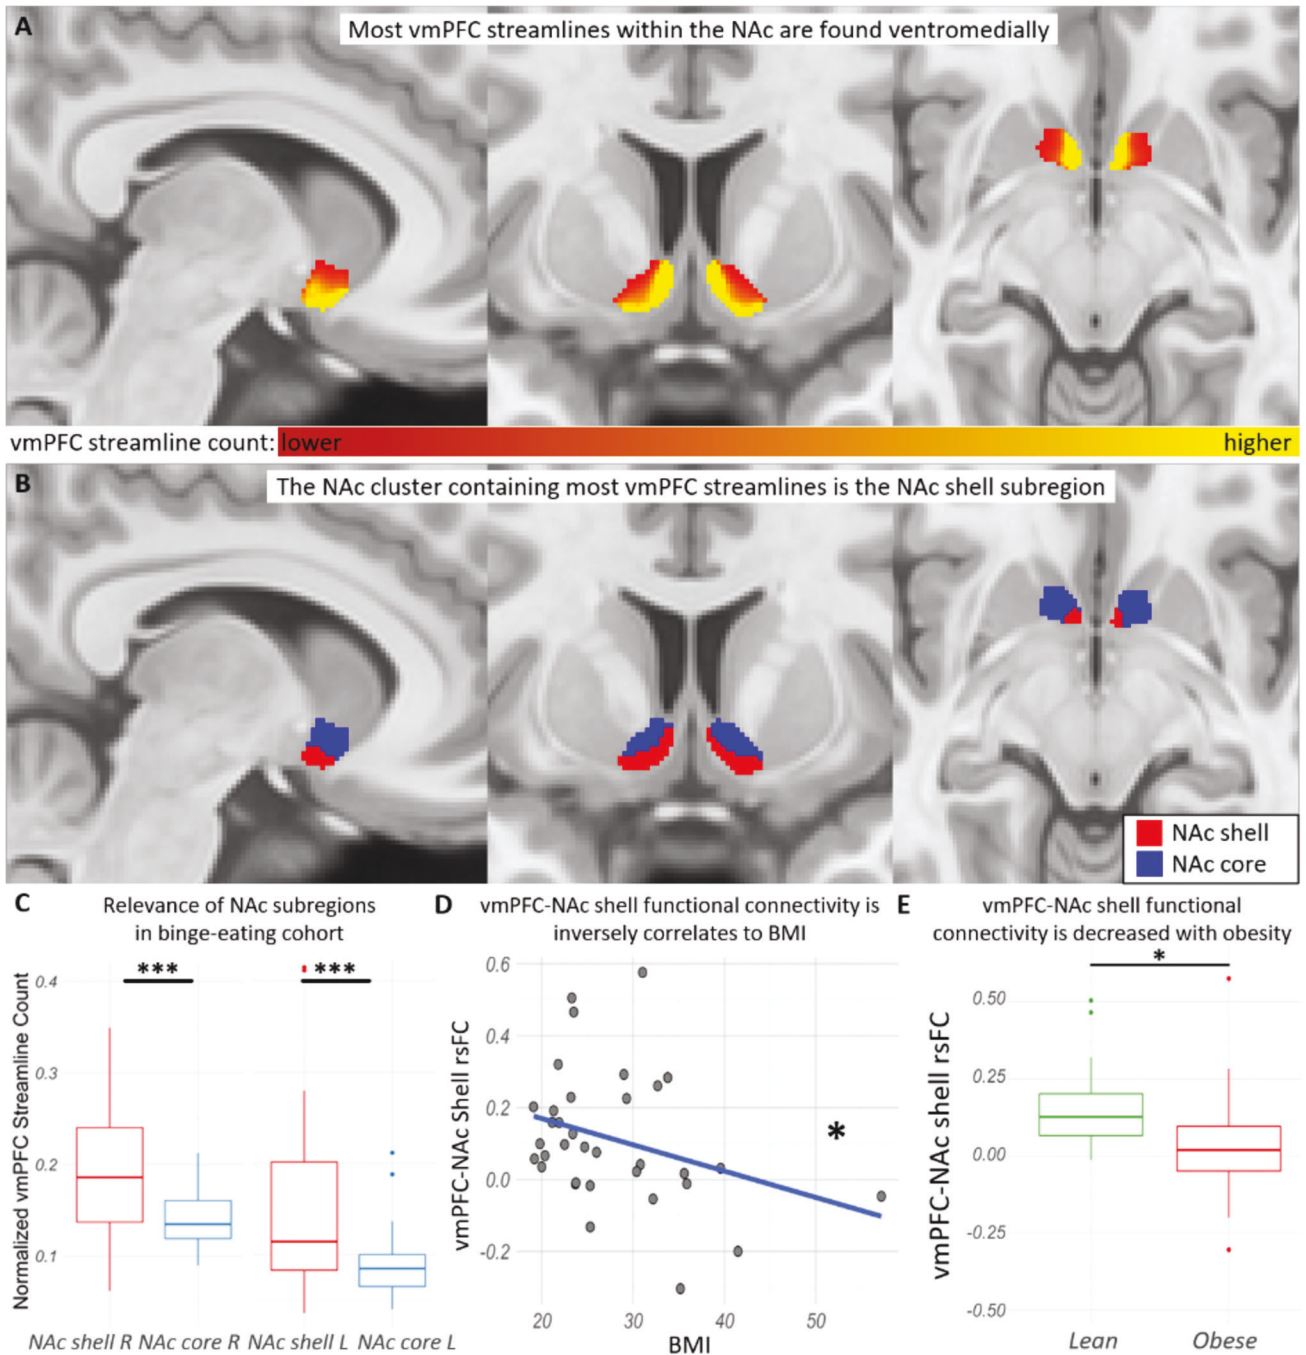 A
Most vmPFC streamlines within the NAc are found ventromedially
vmPFC streamline count: lower higher
B
The NAc cluster containing most vmPFC streamlines is the NAc shell subregion
NAc shell
NAc core
C
Relevance of NAc subregions
in binge-eating cohort
Normalized vmPFC Streamline Count
0.4
0.3
0.2
0.1
***
***
NAc shell R NAc core R NAc shell L NAc core L
D
vmPFC-NAc shell functional connectivity is
inversely correlates to BMI
vmPFC-NAc Shell rsFC
0.6
0.4
0.2
0.0
-0.2
*
20 30 40 50
BMI
E
vmPFC-NAc shell functional
connectivity is decreased with obesity
*
vmPFC-NAc shell rsFC
0.50
0.25
0.00
-0.25
-0.50
Lean Obese